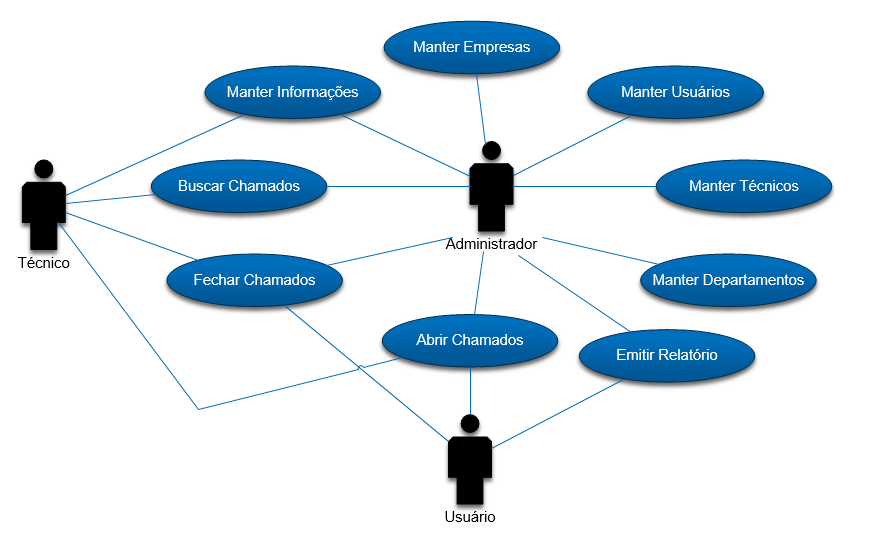 Manter Empresas
Manter Informações
Manter Usuários
Buscar Chamados
Manter Técnicos
Administrador
Técnico
Fechar Chamados
Manter Departamentos
Abrir Chamados
Emitir Relatório
Usuário